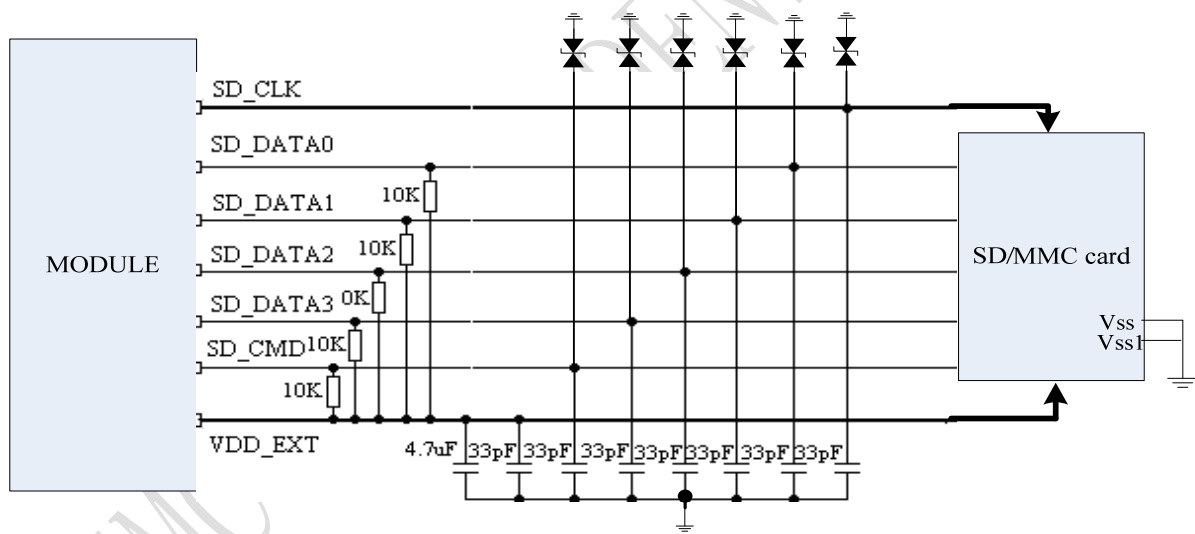 SD_CLK
SD_DATA0
10K
SD_DATA1
10K
SD_DATA2
0K
SD_DATA3
10K
SD_CMD
10K
VDD_EXT
MODULE
SD/MMC card
Vss
Vss1
4.7uF 33pF 33pF 33pF 33pF 33pF 33pF 33pF